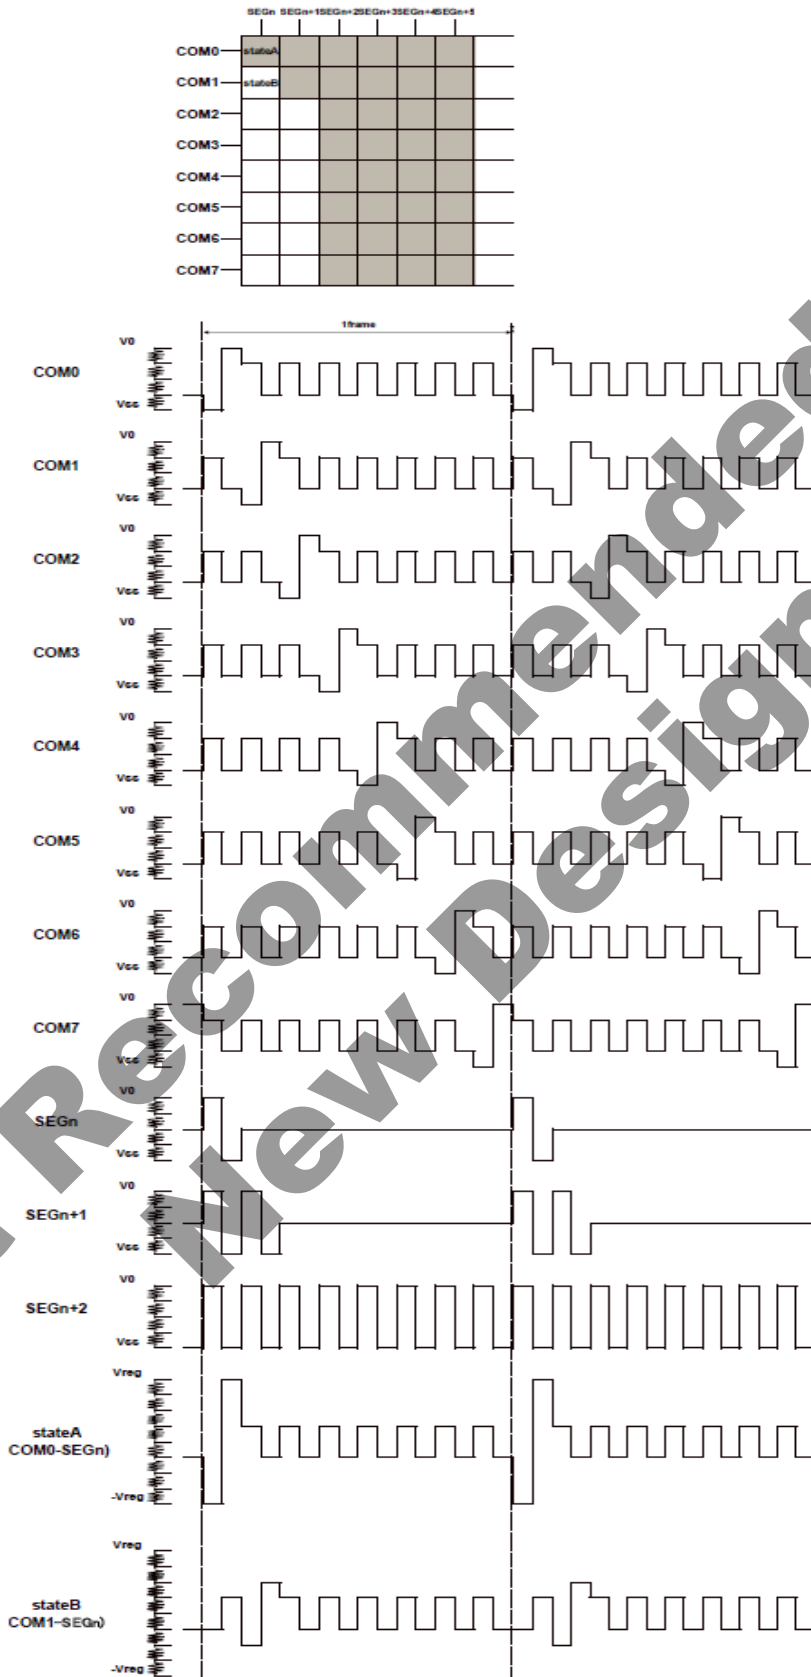 SEGn SEGn+1SEGn+2SEGn+3SEGn+4SEGn+5
COM0 stateA
COM1 stateB
COM2
COM3
COM4
COM5
COM6
COM7
1frame
V0
COM0
Vss
V0
COM1
Vss
V0
COM2
Vss
V0
COM3
Vss
V0
COM4
Vss
V0
COM5
Vss
V0
COM6
Vss
V0
COM7
Vss
V0
SEGn
Vss
V0
SEGn+1
Vss
V0
SEGn+2
Vss
Vreg
stateA
COM0-SEGn)
-Vreg
Vreg
stateB
COM1-SEGn)
-Vreg
Recommended
New Design